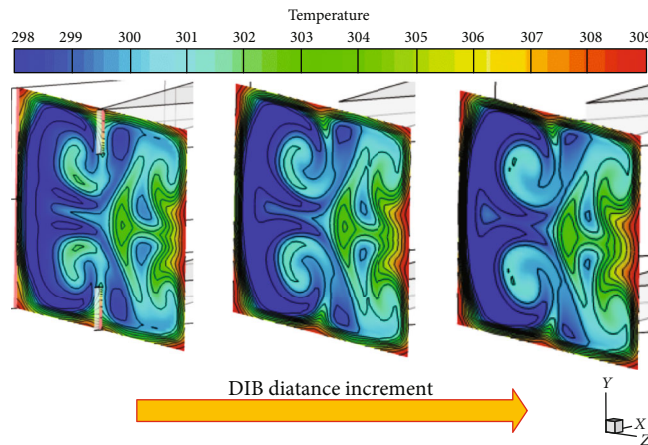 Temperature
298 299 300 301 302 303 304 305 306 307 308 309
DIB diatance increment
Y
X
Z